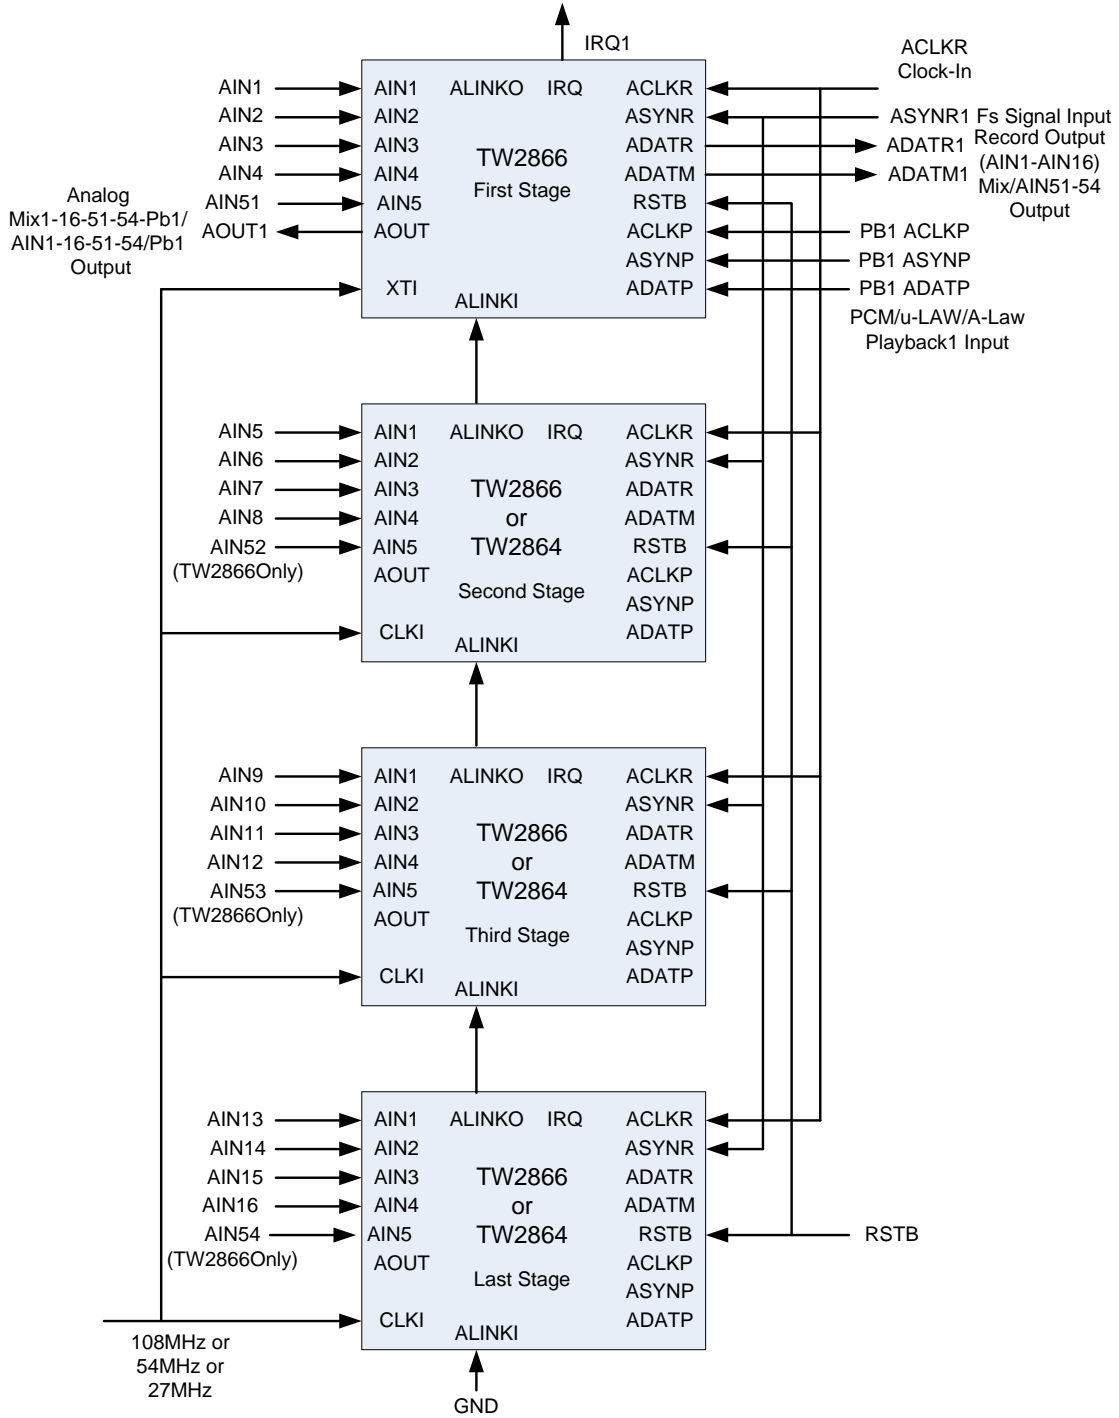 IRQ1
ACLKR
Clock-In
AIN1
AIN2
AIN3
AIN4
AIN51
AOUT1
Analog
Mix1-16-51-54-Pb1/
AIN1-16-51-54/Pb1
Output
AIN1 ALINKO IRQ ACLKR
AIN2 ASYNR
AIN3 ADATR
TW2866
AIN4 ADATM
First Stage
AIN5 RSTB
AOUT ACLKP
ASYNP
XTI ADATP
ALINKI
ASYNR1 Fs Signal Input
ADATR1 Record Output
(AIN1-AIN16)
ADATM1 Mix/AIN51-54
Output
PB1 ACLKP
PB1 ASYNP
PB1 ADATP
PCM/u-LAW/A-Law
Playback1 Input
AIN5
AIN6
AIN7
AIN8
AIN52
(TW2866Only)
AIN1 ALINKO IRQ ACLKR
AIN2 ASYNR
AIN3 TW2866 ADATR
AIN4 or ADATM
AIN5 TW2864 RSTB
AOUT ACLKP
Second Stage
ASYNP
CLKI ADATP
ALINKI
AIN9
AIN10
AIN11
AIN12
AIN53
(TW2866Only)
AIN1 ALINKO IRQ ACLKR
AIN2 ASYNR
AIN3 TW2866 ADATR
AIN4 or ADATM
AIN5 TW2864 RSTB
AOUT ACLKP
Third Stage
ASYNP
CLKI ADATP
ALINKI
AIN13
AIN14
AIN15
AIN16
AIN54
(TW2866Only)
AIN1 ALINKO IRQ ACLKR
AIN2 ASYNR
AIN3 TW2866 ADATR
AIN4 or ADATM
AIN5 TW2864 RSTB
AOUT ACLKP
Last Stage
ASYNP
CLKI ADATP
ALINKI
RSTB
108MHz or
54MHz or
27MHz
GND